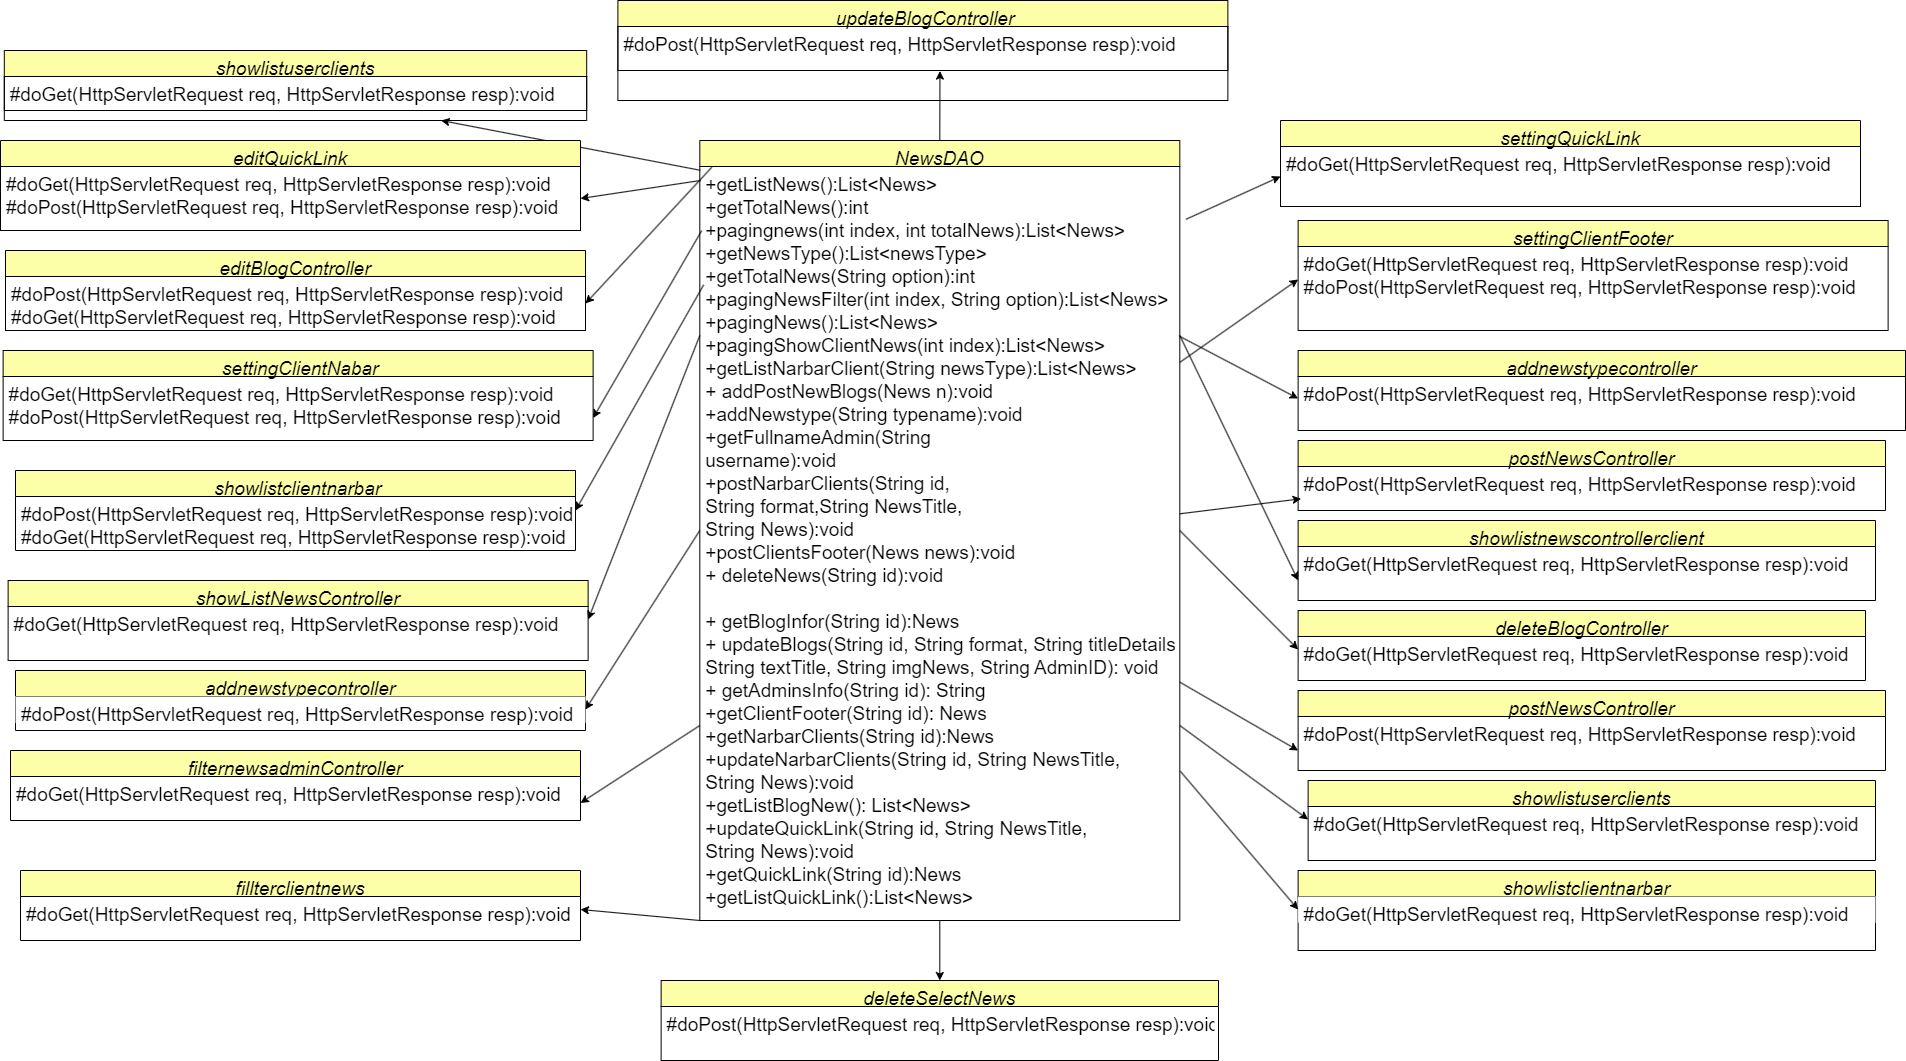 updateBlogController
#doPost(HttpServletRequest req, HttpServletResponse resp):void
showlistuserclients
#doGet(HttpServletRequest req, HttpServletResponse resp):void
editQuickLink
#doGet(HttpServletRequest req, HttpServletResponse resp):void
#doPost(HttpServletRequest req, HttpServletResponse resp):void
editBlogController
#doPost(HttpServletRequest req, HttpServletResponse resp):void
#doGet(HttpServletRequest req, HttpServletResponse resp):void
settingClientNabar
#doGet(HttpServletRequest req, HttpServletResponse resp):void
#doPost(HttpServletRequest req, HttpServletResponse resp):void
showlistclientnarbar
#doPost(HttpServletRequest req, HttpServletResponse resp):void
#doGet(HttpServletRequest req, HttpServletResponse resp):void
showListNewsController
#doGet(HttpServletRequest req, HttpServletResponse resp):void
addnewstypecontroller
#doPost(HttpServletRequest req, HttpServletResponse resp):void
filternewsadminController
#doGet(HttpServletRequest req, HttpServletResponse resp):void
fillterclientnews
#doGet(HttpServletRequest req, HttpServletResponse resp):void
NewsDAO
+getListNews():List<News>
+getTotalNews():int
+pagingnews(int index, int totalNews):List<News>
+getNewsType():List<newsType>
+getTotalNews(String option):int
+pagingNewsFilter(int index, String option):List<News>
+pagingNews():List<News>
+pagingShowClientNews(int index):List<News>
+getListNarbarClient(String newsType):List<News>
+ addPostNewBlogs(News n):void
+addNewstype(String typename):void
+getFullnameAdmin(String
username):void
+postNarbarClients(String id,
String format,String NewsTitle,
String News):void
+postClientsFooter(News news):void
+ deleteNews(String id):void
+ getBlogInfor(String id):News
+ updateBlogs(String id, String format, String titleDetails
String textTitle, String imgNews, String AdminID): void
+ getAdminsInfo(String id): String
+getClientFooter(String id): News
+getNarbarClients(String id):News
+updateNarbarClients(String id, String NewsTitle,
String News):void
+getListBlogNew(): List<News>
+updateQuickLink(String id, String NewsTitle,
String News):void
+getQuickLink(String id):News
+getListQuickLink():List<News>
settingQuickLink
#doGet(HttpServletRequest req, HttpServletResponse resp):void
settingClientFooter
#doGet(HttpServletRequest req, HttpServletResponse resp):void
#doPost(HttpServletRequest req, HttpServletResponse resp):void
addnewstypecontroller
#doPost(HttpServletRequest req, HttpServletResponse resp):void
postNewsController
#doPost(HttpServletRequest req, HttpServletResponse resp):void
showlistnewscontrollerclient
#doGet(HttpServletRequest req, HttpServletResponse resp):void
deleteBlogController
#doGet(HttpServletRequest req, HttpServletResponse resp):void
postNewsController
#doPost(HttpServletRequest req, HttpServletResponse resp):void
showlistuserclients
#doGet(HttpServletRequest req, HttpServletResponse resp):void
showlistclientnarbar
#doGet(HttpServletRequest req, HttpServletResponse resp):void
deleteSelectNews
#doPost(HttpServletRequest req, HttpServletResponse resp):void